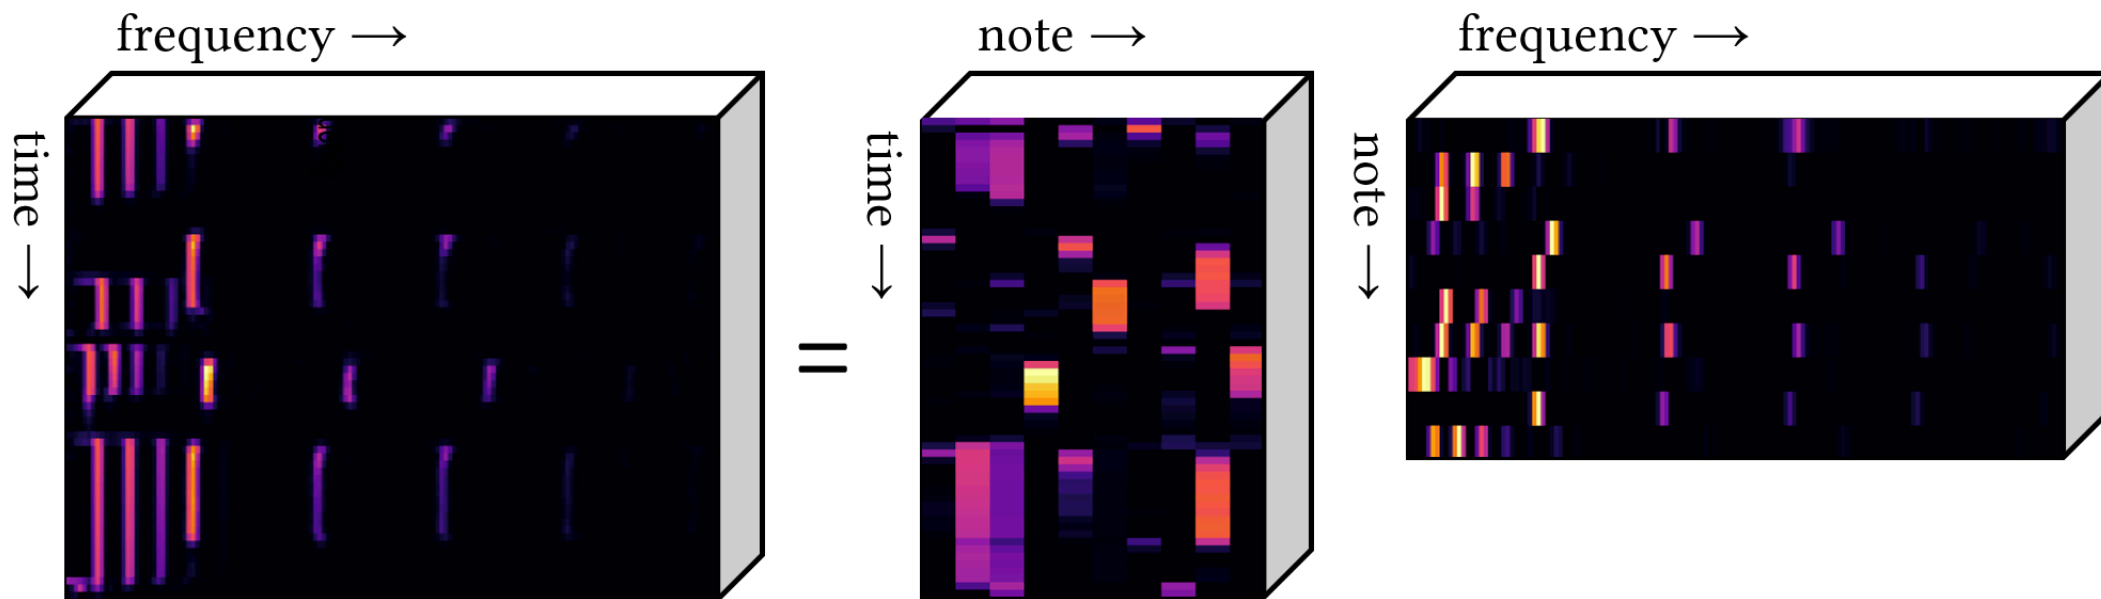 frequency →
note →
frequency →
time →
time →
note →
=